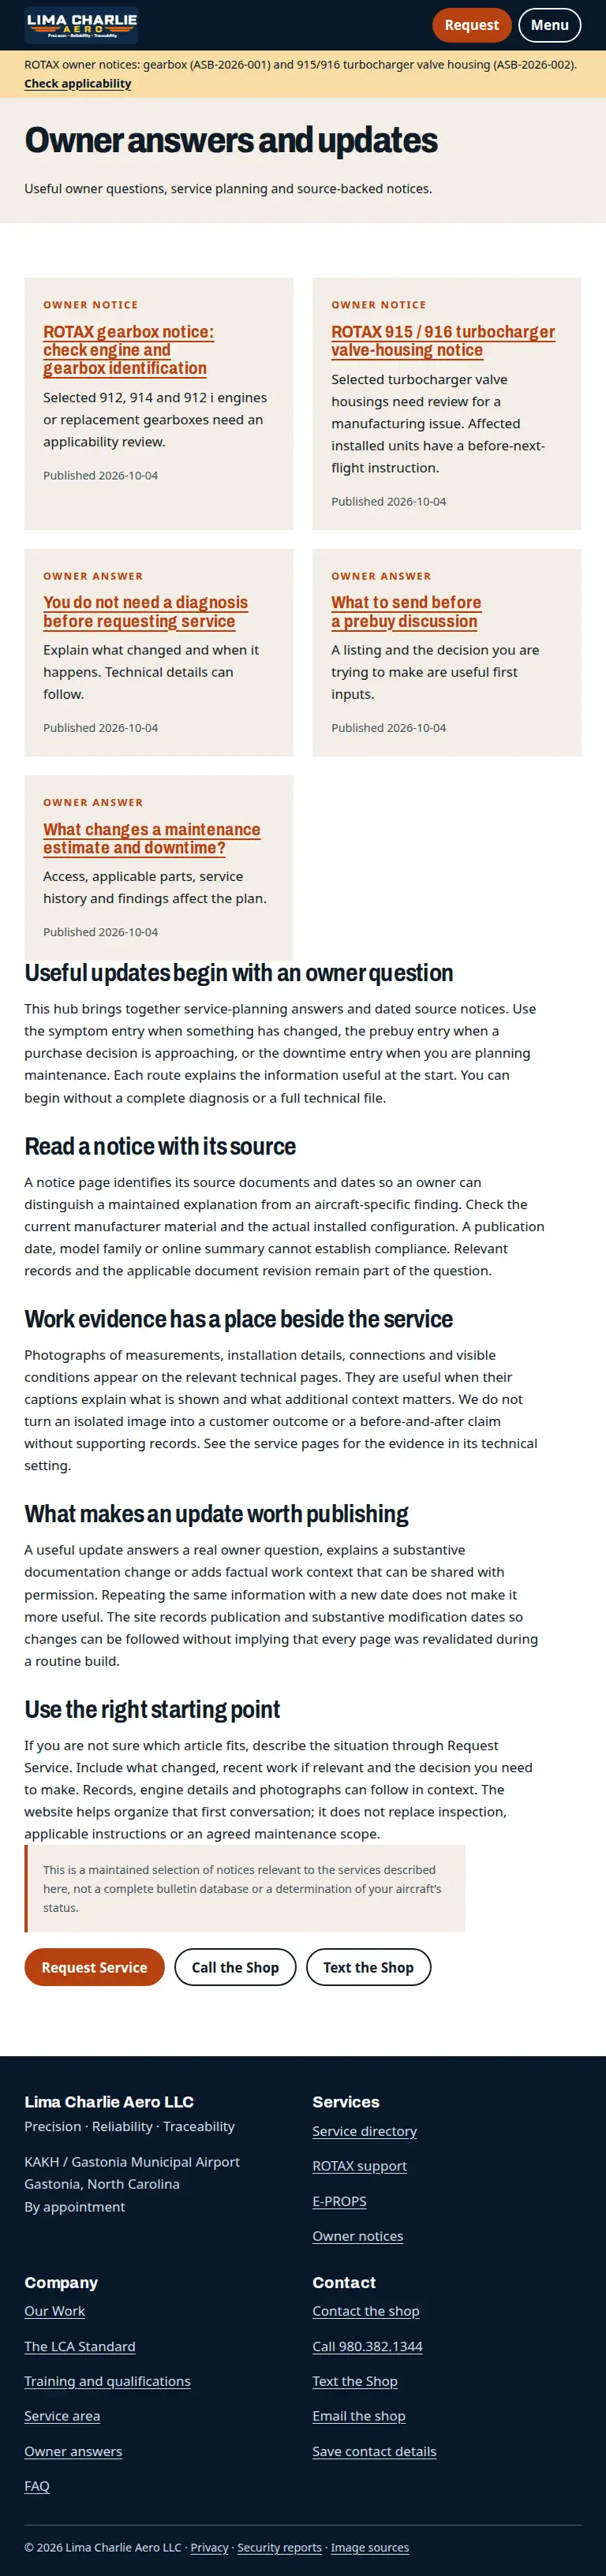 LIMA CHARLIE
AERO
Precision · Reliability · Traceability
Request
Menu
ROTAX owner notices: gearbox (ASB-2026-001) and 915/916 turbocharger valve housing (ASB-2026-002).
Check applicability
Owner answers and updates
Useful owner questions, service planning and source-backed notices.
OWNER NOTICE
ROTAX gearbox notice:
check engine and
gearbox identification
Selected 912, 914 and 912 i engines
or replacement gearboxes need an
applicability review.
Published 2026-10-04
OWNER NOTICE
ROTAX 915 / 916 turbocharger
valve-housing notice
Selected turbocharger valve
housings need review for a
manufacturing issue. Affected
installed units have a before-next-
flight instruction.
Published 2026-10-04
OWNER ANSWER
You do not need a diagnosis
before requesting service
Explain what changed and when it
happens. Technical details can
follow.
Published 2026-10-04
OWNER ANSWER
What to send before
a prebuy discussion
A listing and the decision you are
trying to make are useful first
inputs.
Published 2026-10-04
OWNER ANSWER
What changes a maintenance
estimate and downtime?
Access, applicable parts, service
history and findings affect the plan.
Published 2026-10-04
Useful updates begin with an owner question
This hub brings together service-planning answers and dated source notices. Use
the symptom entry when something has changed, the prebuy entry when a
purchase decision is approaching, or the downtime entry when you are planning
maintenance. Each route explains the information useful at the start. You can
begin without a complete diagnosis or a full technical file.
Read a notice with its source
A notice page identifies its source documents and dates so an owner can
distinguish a maintained explanation from an aircraft-specific finding. Check the
current manufacturer material and the actual installed configuration. A publication
date, model family or online summary cannot establish compliance. Relevant
records and the applicable document revision remain part of the question.
Work evidence has a place beside the service
Photographs of measurements, installation details, connections and visible
conditions appear on the relevant technical pages. They are useful when their
captions explain what is shown and what additional context matters. We do not
turn an isolated image into a customer outcome or a before-and-after claim
without supporting records. See the service pages for the evidence in its technical
setting.
What makes an update worth publishing
A useful update answers a real owner question, explains a substantive
documentation change or adds factual work context that can be shared with
permission. Repeating the same information with a new date does not make it
more useful. The site records publication and substantive modification dates so
changes can be followed without implying that every page was revalidated during
a routine build.
Use the right starting point
If you are not sure which article fits, describe the situation through Request
Service. Include what changed, recent work if relevant and the decision you need
to make. Records, engine details and photographs can follow in context. The
website helps organize that first conversation; it does not replace inspection,
applicable instructions or an agreed maintenance scope.
This is a maintained selection of notices relevant to the services described
here, not a complete bulletin database or a determination of your aircraft's
status.
Request Service
Call the Shop
Text the Shop
Lima Charlie Aero LLC
Precision · Reliability · Traceability
KAKH / Gastonia Municipal Airport
Gastonia, North Carolina
By appointment
Services
Service directory
ROTAX support
E-PROPS
Owner notices
Company
Our Work
The LCA Standard
Training and qualifications
Service area
Owner answers
FAQ
Contact
Contact the shop
Call 980.382.1344
Text the Shop
Email the shop
Save contact details
© 2026 Lima Charlie Aero LLC · Privacy · Security reports · Image sources